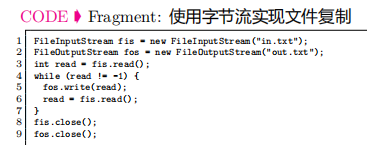 CODE ➧ Fragment: 使用字节流实现文件复制
1 FileInputStream fis = new FileInputStream("in.txt");
2 FileOutputStream fos = new FileOutputStream("out.txt");
3 int read = fis.read();
4 while (read != -1) {
5   fos.write(read);
6   read = fis.read();
7 }
8 fis.close();
9 fos.close();